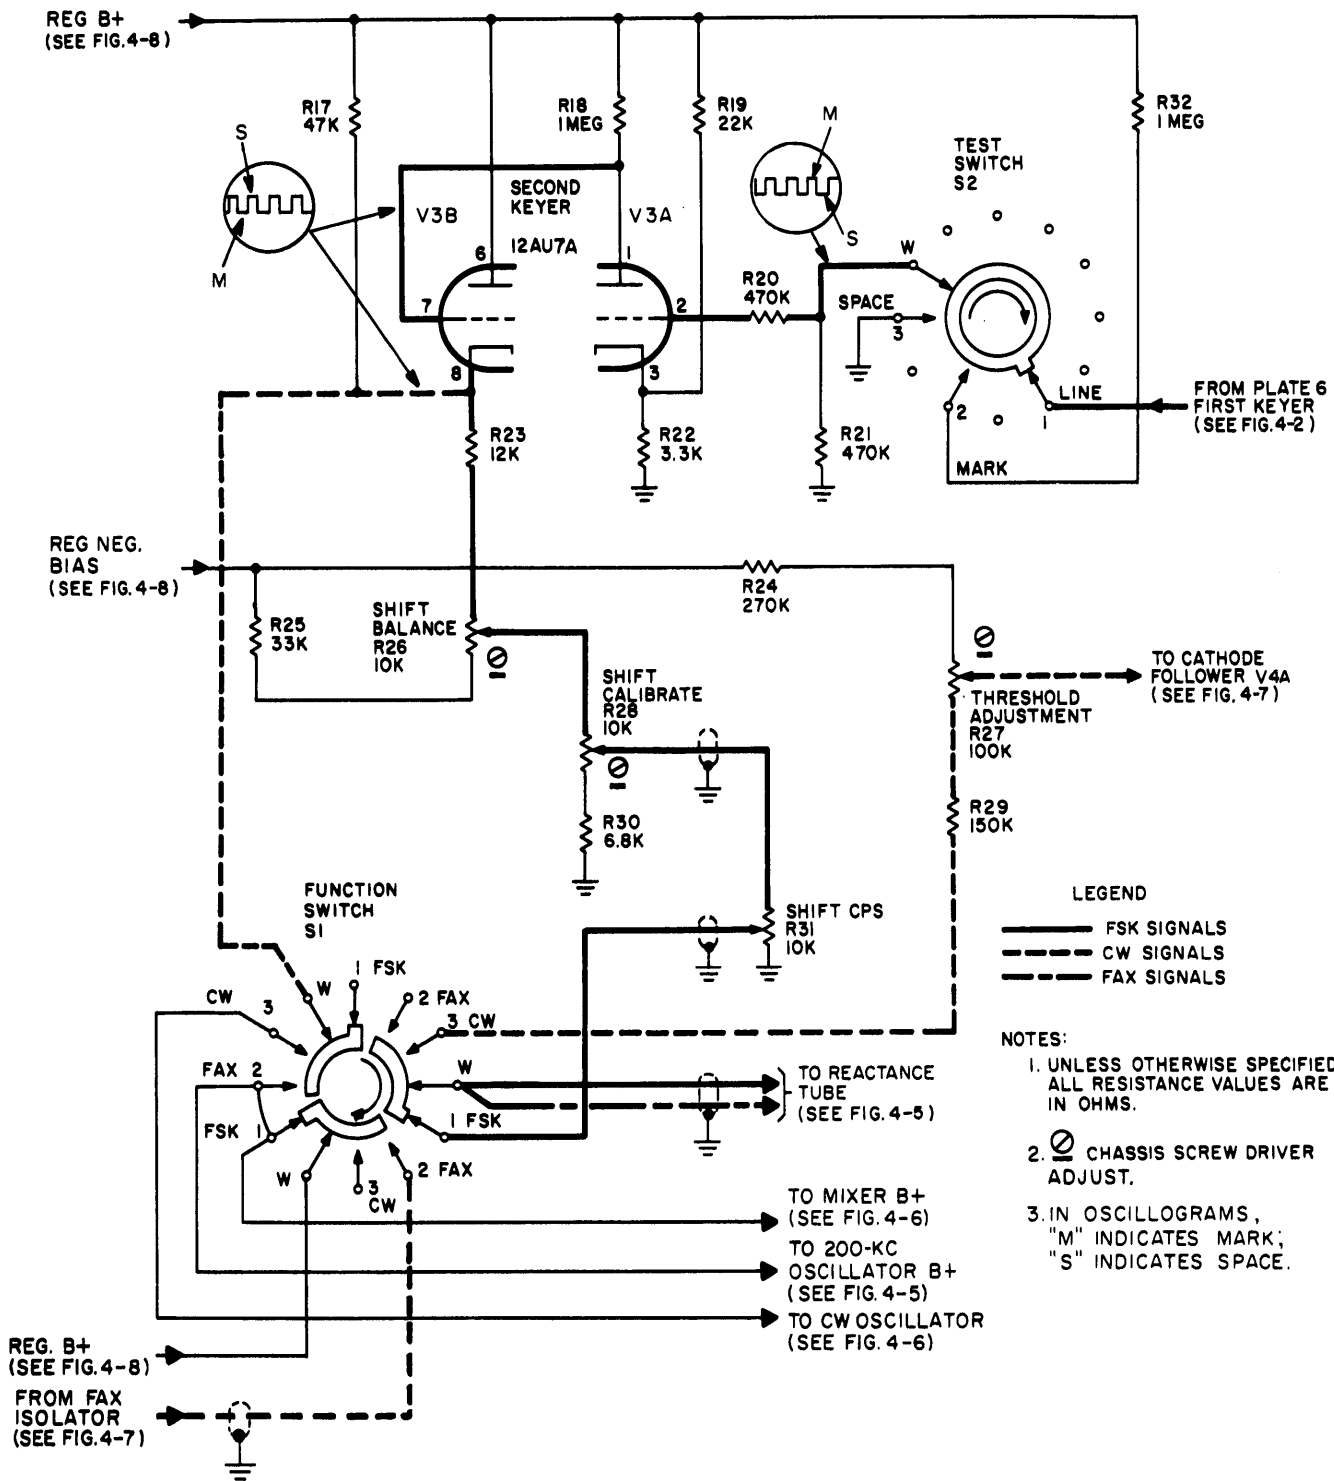 REG B+
(SEE FIG.4-8)
R17
47K
R18
1MEG
R19
22K
R32
1 MEG
S
M
M
S
TEST
SWITCH
S2
SECOND
KEYER
V3B
V3A
12AU7A
6
1
7
2
8
3
R20
470K
W
SPACE
3
LINE
1
2
MARK
FROM PLATE 6
FIRST KEYER
(SEE FIG.4-2)
R23
12K
R22
3.3K
R21
470K
REG NEG.
BIAS
(SEE FIG.4-8)
R24
270K
R25
33K
SHIFT
BALANCE
R26
10K
SHIFT
CALIBRATE
R28
10K
TO CATHODE
FOLLOWER V4A
(SEE FIG. 4-7)
THRESHOLD
ADJUSTMENT
R27
100K
R29
150K
R30
6.8K
SHIFT CPS
R31
10K
LEGEND
FSK SIGNALS
CW SIGNALS
FAX SIGNALS
FUNCTION
SWITCH
S1
CW 3
W
1 FSK
2 FAX
3 CW
FAX 2
W
FSK 1
1 FSK
W
3
CW
2 FAX
TO REACTANCE
TUBE
(SEE FIG.4-5)
TO MIXER B+
(SEE FIG.4-6)
TO 200-KC
OSCILLATOR B+
(SEE FIG.4-5)
TO CW OSCILLATOR
(SEE FIG.4-6)
REG. B+
(SEE FIG.4-8)
FROM FAX
ISOLATOR
(SEE FIG.4-7)
NOTES:
1. UNLESS OTHERWISE SPECIFIED
ALL RESISTANCE VALUES ARE
IN OHMS.
2. CHASSIS SCREW DRIVER
ADJUST.
3. IN OSCILLOGRAMS,
"M" INDICATES MARK;
"S" INDICATES SPACE.